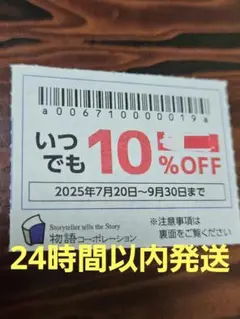 a0067100000019a
いつ
でも
10
%OFF
2025年7月20日~9月30日まで
Storyteller tells the Story
物語コーポレーション
※注意事項は
裏面をご覧ください
24時間以内発送